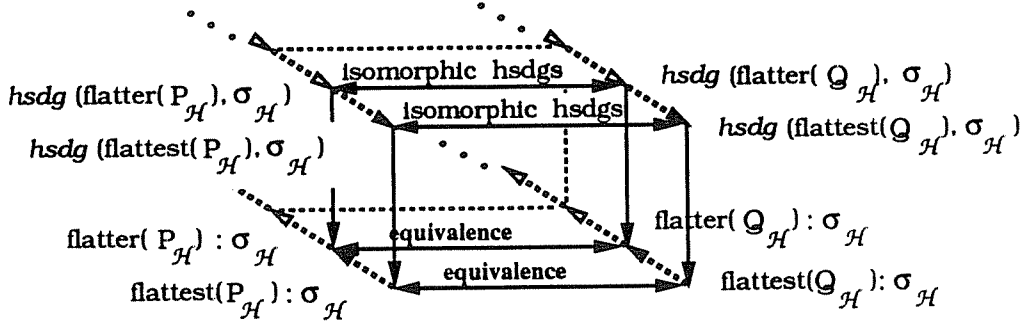 isomorphic hsdgs
hsdg (flatter( P_ℋ ), σ_ℋ )
hsdg (flatter( Q_ℋ ), σ_ℋ )
isomorphic hsdgs
hsdg (flattest( P_ℋ ), σ_ℋ )
hsdg (flattest( Q_ℋ ), σ_ℋ )
flatter( P_ℋ ) : σ_ℋ
equivalence
flatter( Q_ℋ ) : σ_ℋ
flattest( P_ℋ ) : σ_ℋ
equivalence
flattest( Q_ℋ ): σ_ℋ